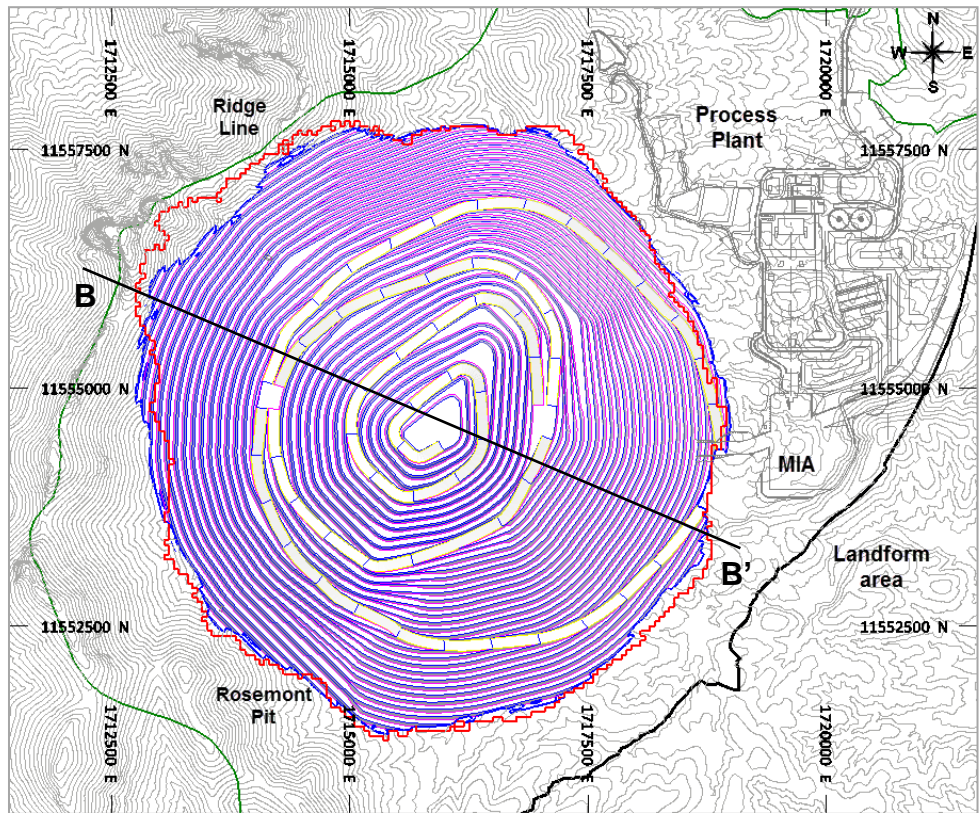 1712500 E
1715000 E
1717500 E
1720000 E
N
W
E
S
Ridge
Line
Process
Plant
11557500 N
11557500 N
B
11555000 N
11555000 N
MIA
B'
Landform
area
11552500 N
11552500 N
Rosemont
Pit
1712500 E
1715000 E
1717500 E
1720000 E